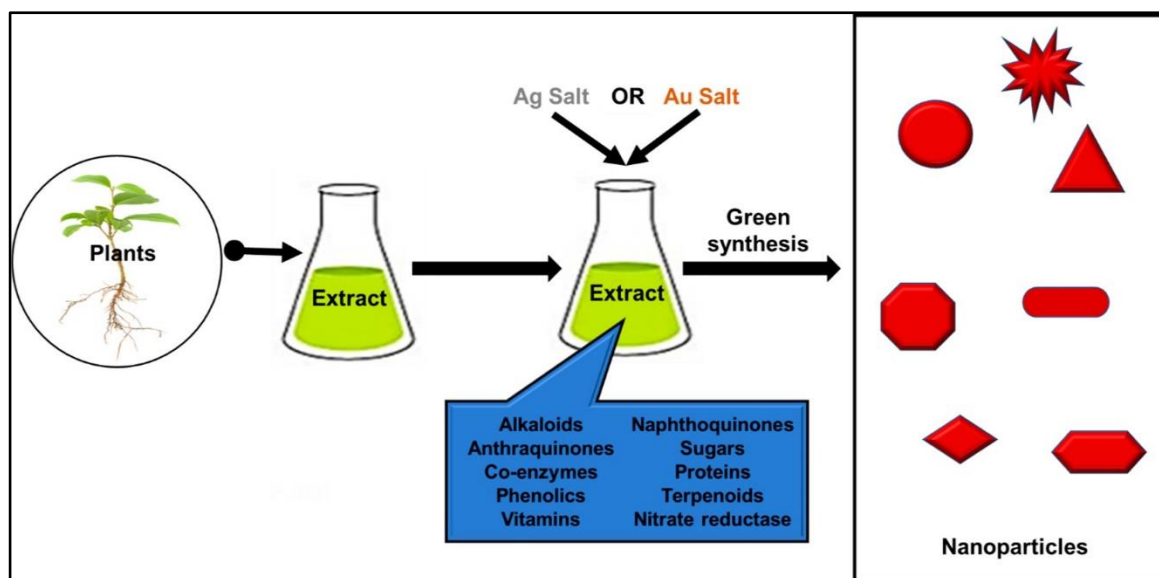 Ag Salt OR Au Salt
Plants
Extract
Extract
Green
synthesis
Alkaloids
Anthraquinones
Co-enzymes
Phenolics
Vitamins
Naphthoquinones
Sugars
Proteins
Terpenoids
Nitrate reductase
Nanoparticles